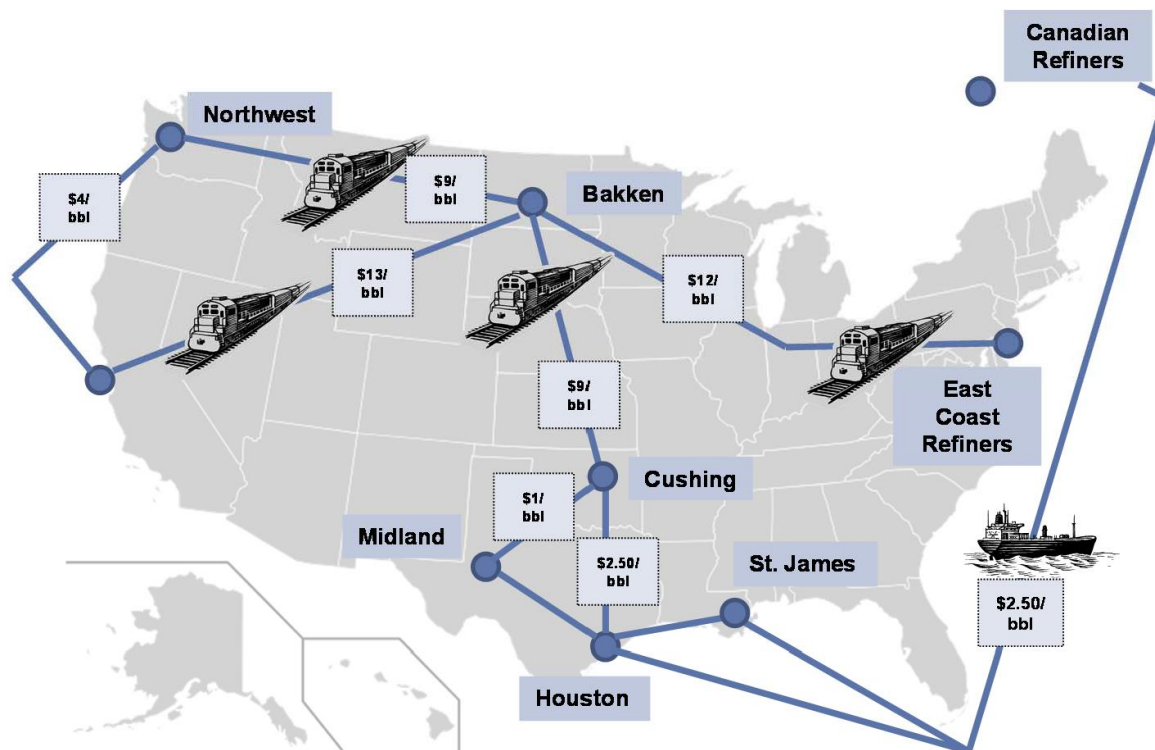 Canadian
Refiners
Northwest
$4/
bbl
$9/
bbl
Bakken
$13/
bbl
$12/
bbl
$9/
bbl
East
Coast
Refiners
Cushing
$1/
bbl
Midland
$2.50/
bbl
St. James
$2.50/
bbl
Houston